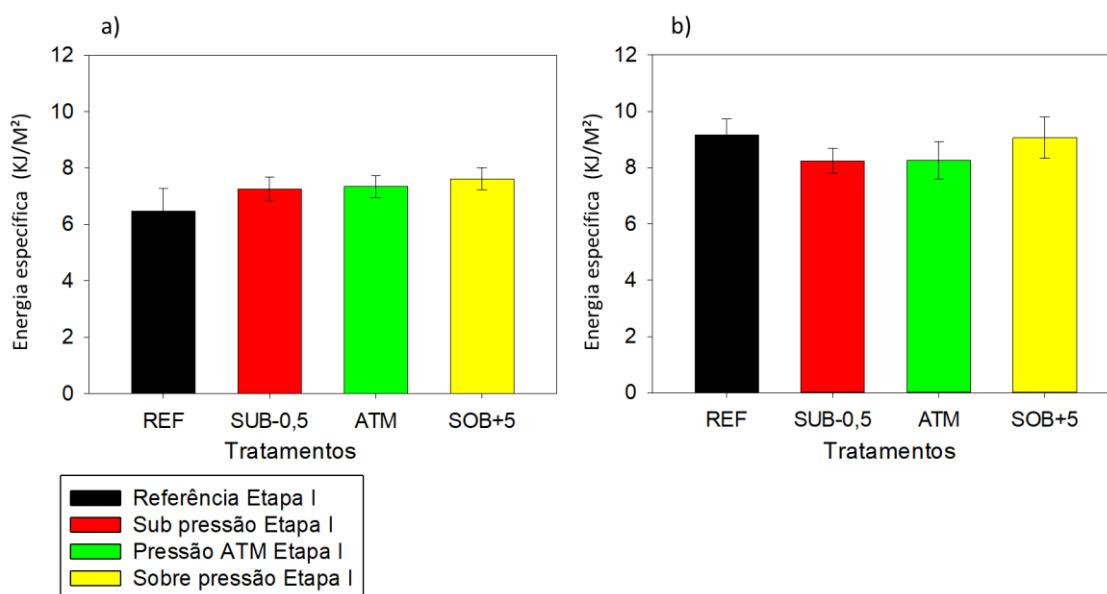 a)
12
10
8
6
4
2
0
Energia específica (KJ/M²)
REF SUB-0,5 ATM SOB+5
Tratamentos
b)
12
10
8
6
4
2
0
Energia específica (KJ/M²)
REF SUB-0,5 ATM SOB+5
Tratamentos
Referência Etapa I
Sub pressão Etapa I
Pressão ATM Etapa I
Sobre pressão Etapa I